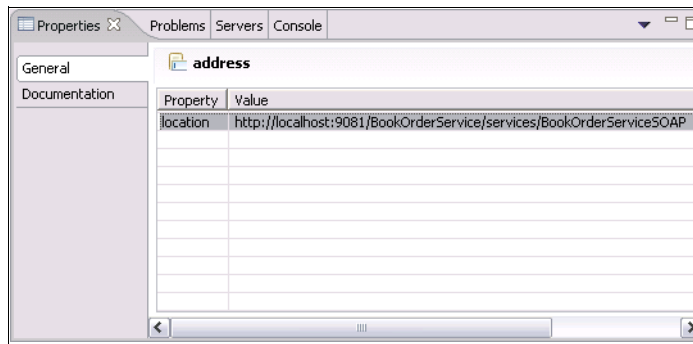 Properties Problems Servers Console
General
Documentation
address
Property Value
location http://localhost:9081/BookOrderService/services/BookOrderServiceSOAP